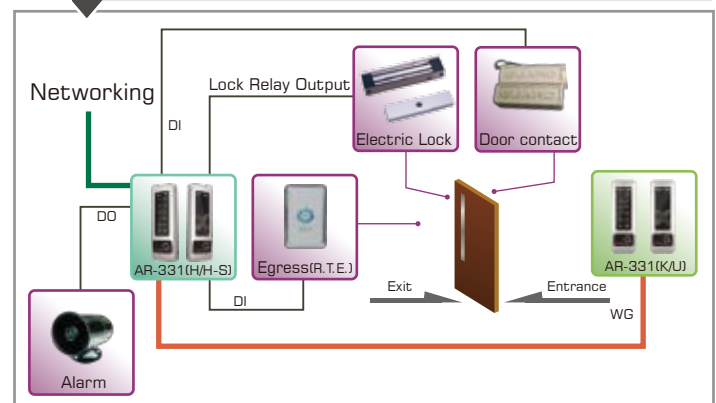 Networking
Lock Relay Output
DI
Electric Lock
Door contact
DO
AR-331(H/H-S)
Egress(R.T.E.)
AR-331(K/U)
DI
Exit
Entrance
WG
Alarm